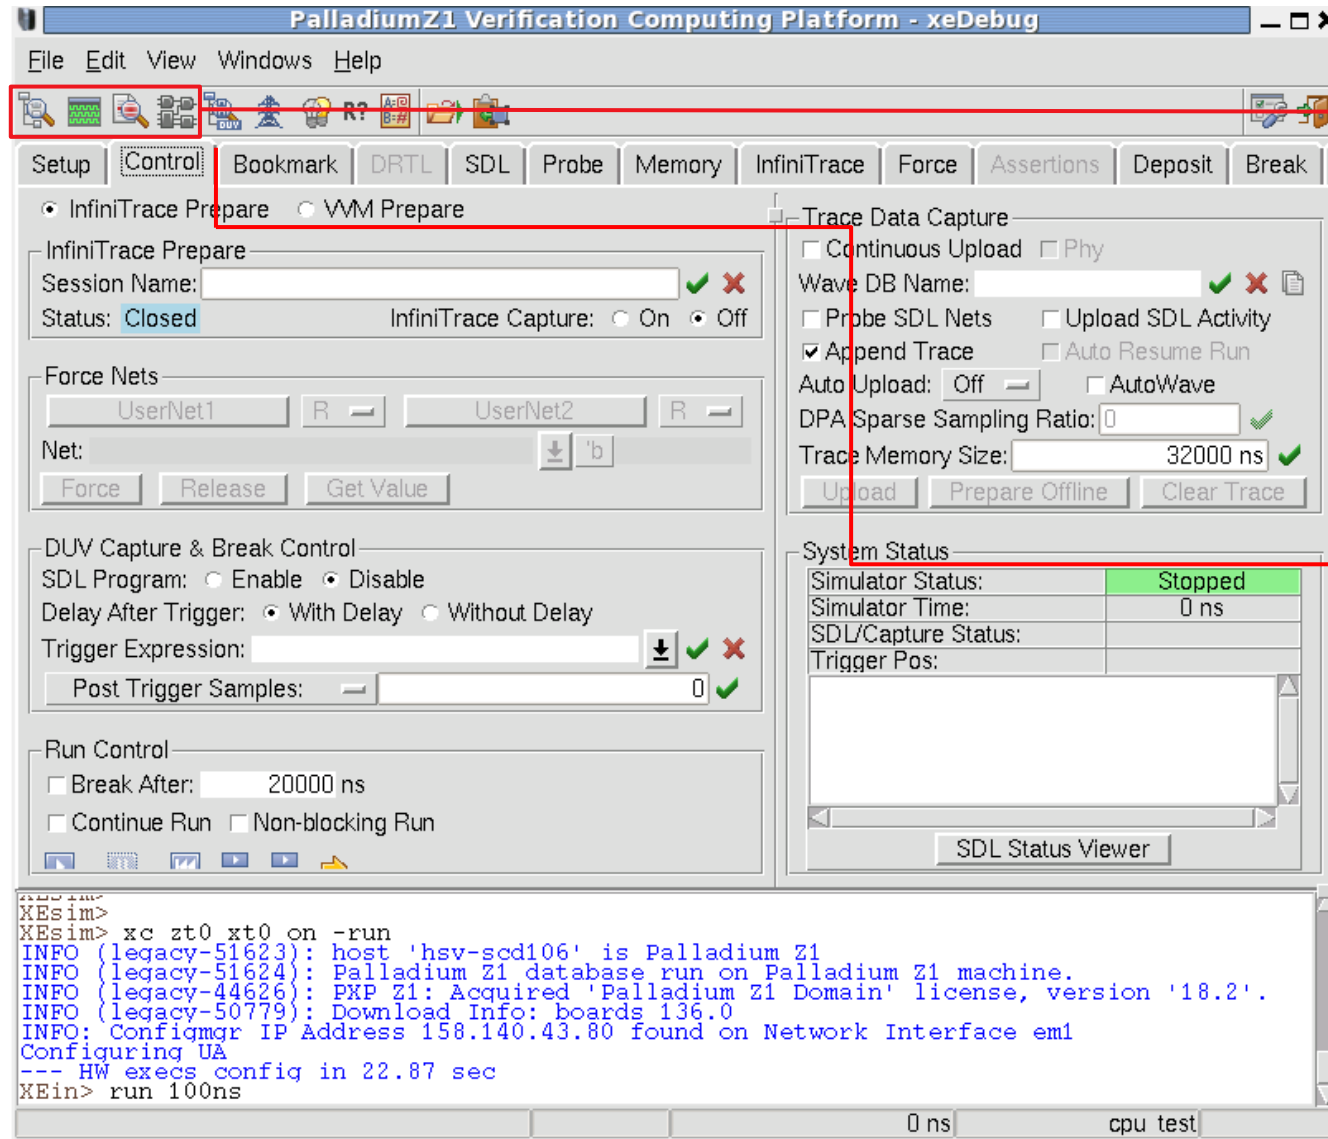 PalladiumZ1 Verification Computing Platform - xeDebug
File Edit View Windows Help
DUV R? A=@ B=#
Setup Control Bookmark DRTL SDL Probe Memory InfiniTrace Force Assertions Deposit Break
InfiniTrace Prepare VVM Prepare
InfiniTrace Prepare
Session Name:
Status: Closed InfiniTrace Capture: On Off
Force Nets
UserNet1 R UserNet2 R
Net: 'b
Force Release Get Value
DUV Capture & Break Control
SDL Program: Enable Disable
Delay After Trigger: With Delay Without Delay
Trigger Expression:
Post Trigger Samples: 0
Run Control
Break After: 20000 ns
Continue Run Non-blocking Run
Trace Data Capture
Continuous Upload Phy
Wave DB Name:
Probe SDL Nets Upload SDL Activity
Append Trace Auto Resume Run
Auto Upload: Off AutoWave
DPA Sparse Sampling Ratio: 0
Trace Memory Size: 32000 ns
Upload Prepare Offline Clear Trace
System Status
Simulator Status: Stopped
Simulator Time: 0 ns
SDL/Capture Status:
Trigger Pos:
SDL Status Viewer
XEsim>
XEsim>
XEsim> xc zt0 xt0 on -run
INFO (legacy-51623): host 'hsv-scd106' is Palladium Z1
INFO (legacy-51624): Palladium Z1 database run on Palladium Z1 machine.
INFO (legacy-44626): PXP Z1: Acquired 'Palladium Z1 Domain' license, version '18.2'.
INFO (legacy-50779): Download Info: boards 136.0
INFO: Configmgr IP Address 158.140.43.80 found on Network Interface em1
Configuring UA
--- HW execs config in 22.87 sec
XEin> run 100ns
0 ns cpu test